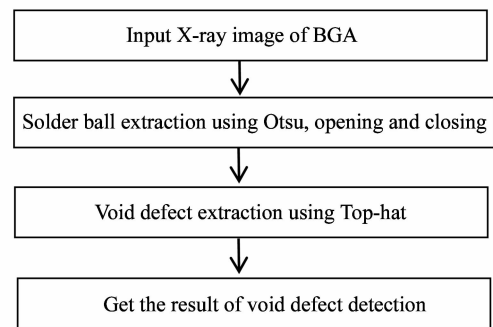 Input X-ray image of BGA
Solder ball extraction using Otsu, opening and closing
Void defect extraction using Top-hat
Get the result of void defect detection